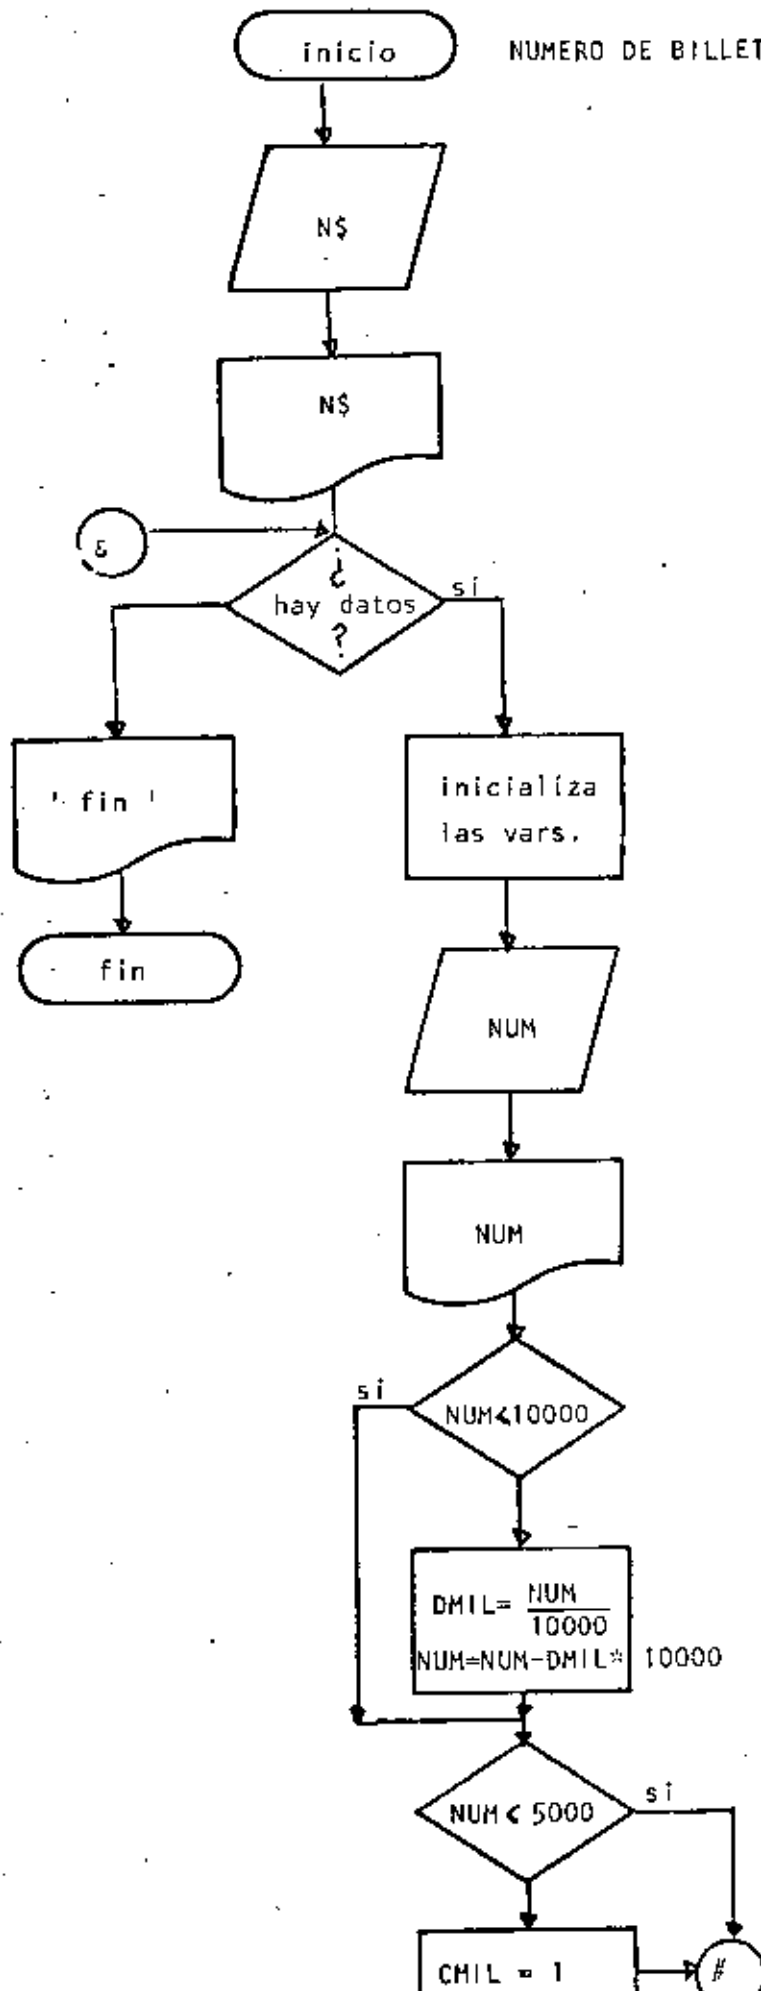 inicio
NUMERO DE BILLET
N$
N$
&
¿
hay datos
?
sí
' fin '
inicializa
las vars.
fin
NUM
NUM
sí
NUM<10000
DMIL= NUM
10000
NUM=NUM-DMIL* 10000
NUM < 5000
sí
CMIL = 1
#